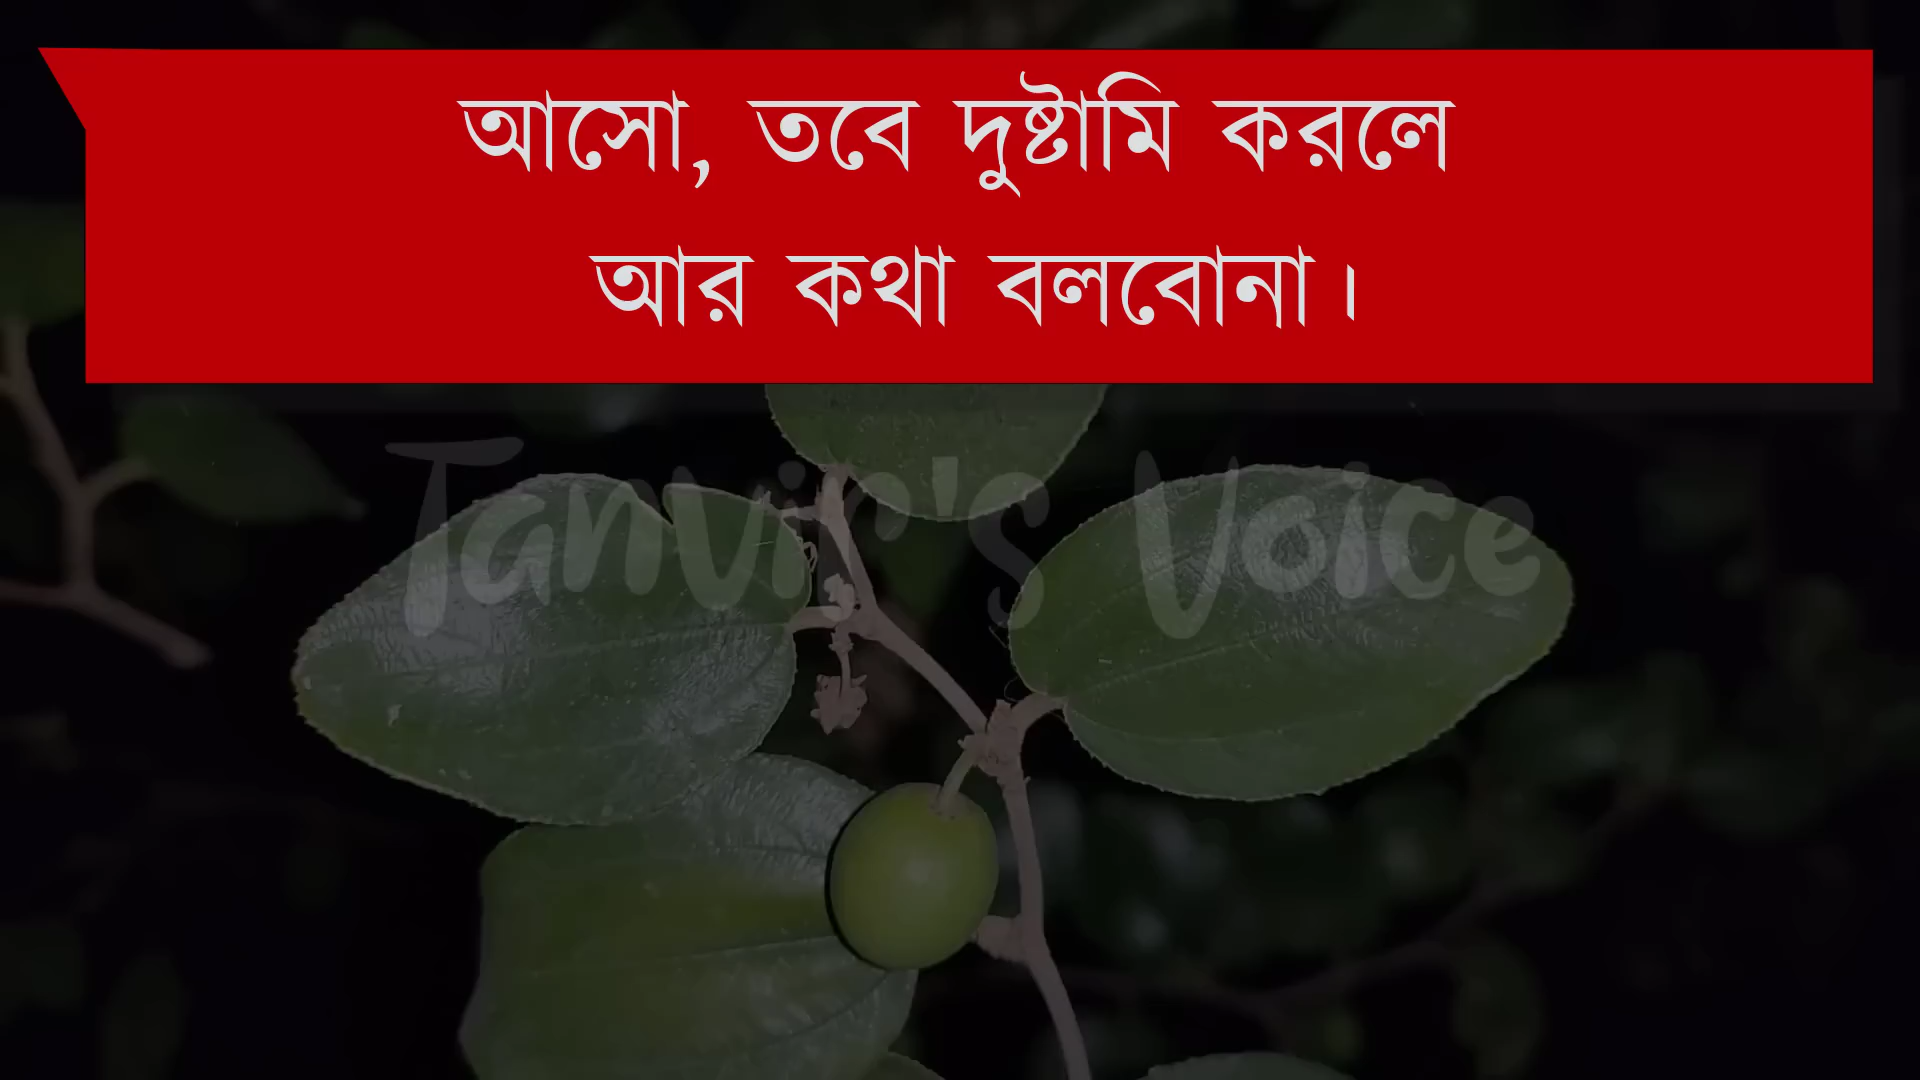 আসো, তবে দুষ্টামি করলে
আর কথা বলবোনা।
Tanvir's Voice